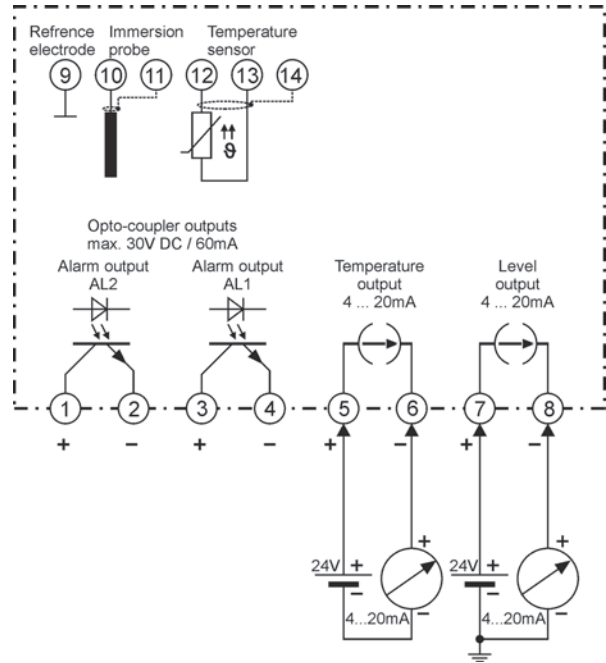 Refrence Immersion Temperature
electrode probe sensor
9 10 11 12 13 14
ϑ
Opto-coupler outputs
max. 30V DC / 60mA
Alarm output
AL2
Alarm output
AL1
Temperature
output
4 ... 20mA
Level
output
4 ... 20mA
1 2 3 4 5 6 7 8
+ − + − + − + −
+ +
24V + 24V +
− − − −
4...20mA 4...20mA